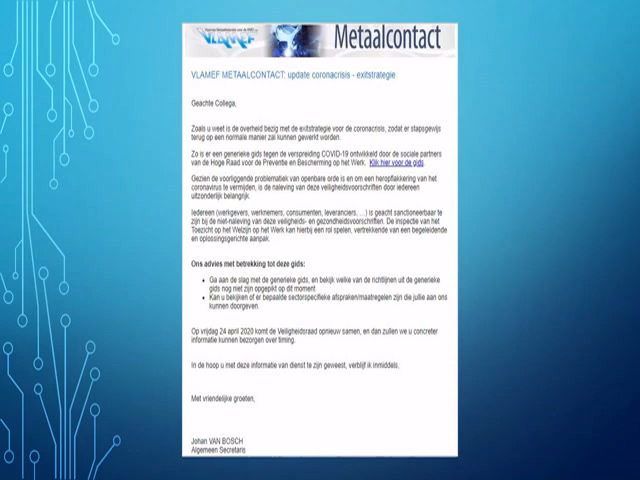 VLAMEF
Metaalcontact
VLAMEF METAALCONTACT: update coronacrisis - exitstrategie
Geachte Collega,
Zoals u weet is de overheid bezig met de exitstrategie voor de coronacrisis, zodat er stapsgewijs
terug op een normale manier zal kunnen gewerkt worden.
Zo is er een generieke gids tegen de verspreiding COVID-19 ontwikkeld door de sociale partners
van de Hoge Raad voor de Preventie en Bescherming op het Werk. Klik hier voor de gids.
Gezien de voorliggende problematiek van openbare orde is en om een heropflakkering van het
coronavirus te vermijden, is de naleving van deze veiligheidsvoorschriften door iedereen
uitzonderlijk belangrijk.
Iedereen (werkgevers, werknemers, consumenten, leveranciers, …) is geacht sanctioneerbaar te
zijn bij de niet-naleving van deze veiligheids- en gezondheidsvoorschriften. De inspectie van het
Toezicht op het Welzijn op het Werk kan hierbij een rol spelen, vertrekkende van een begeleidende
en oplossingsgerichte aanpak.
Ons advies met betrekking tot deze gids:
• Ga aan de slag met de generieke gids, en bekijk welke van de richtlijnen uit de generieke
gids nog niet zijn opgepikt op dit moment
• Kan u bekijken of er bepaalde sectorspecifieke afspraken/maatregelen zijn die jullie aan ons
kunnen doorgeven.
Op vrijdag 24 april 2020 komt de Veiligheidsraad opnieuw samen, en dan zullen we u concreter
informatie kunnen bezorgen over timing.
In de hoop u met deze informatie van dienst te zijn geweest, verblijf ik inmiddels,
Met vriendelijke groeten,
Johan VAN BOSCH
Algemeen Secretaris